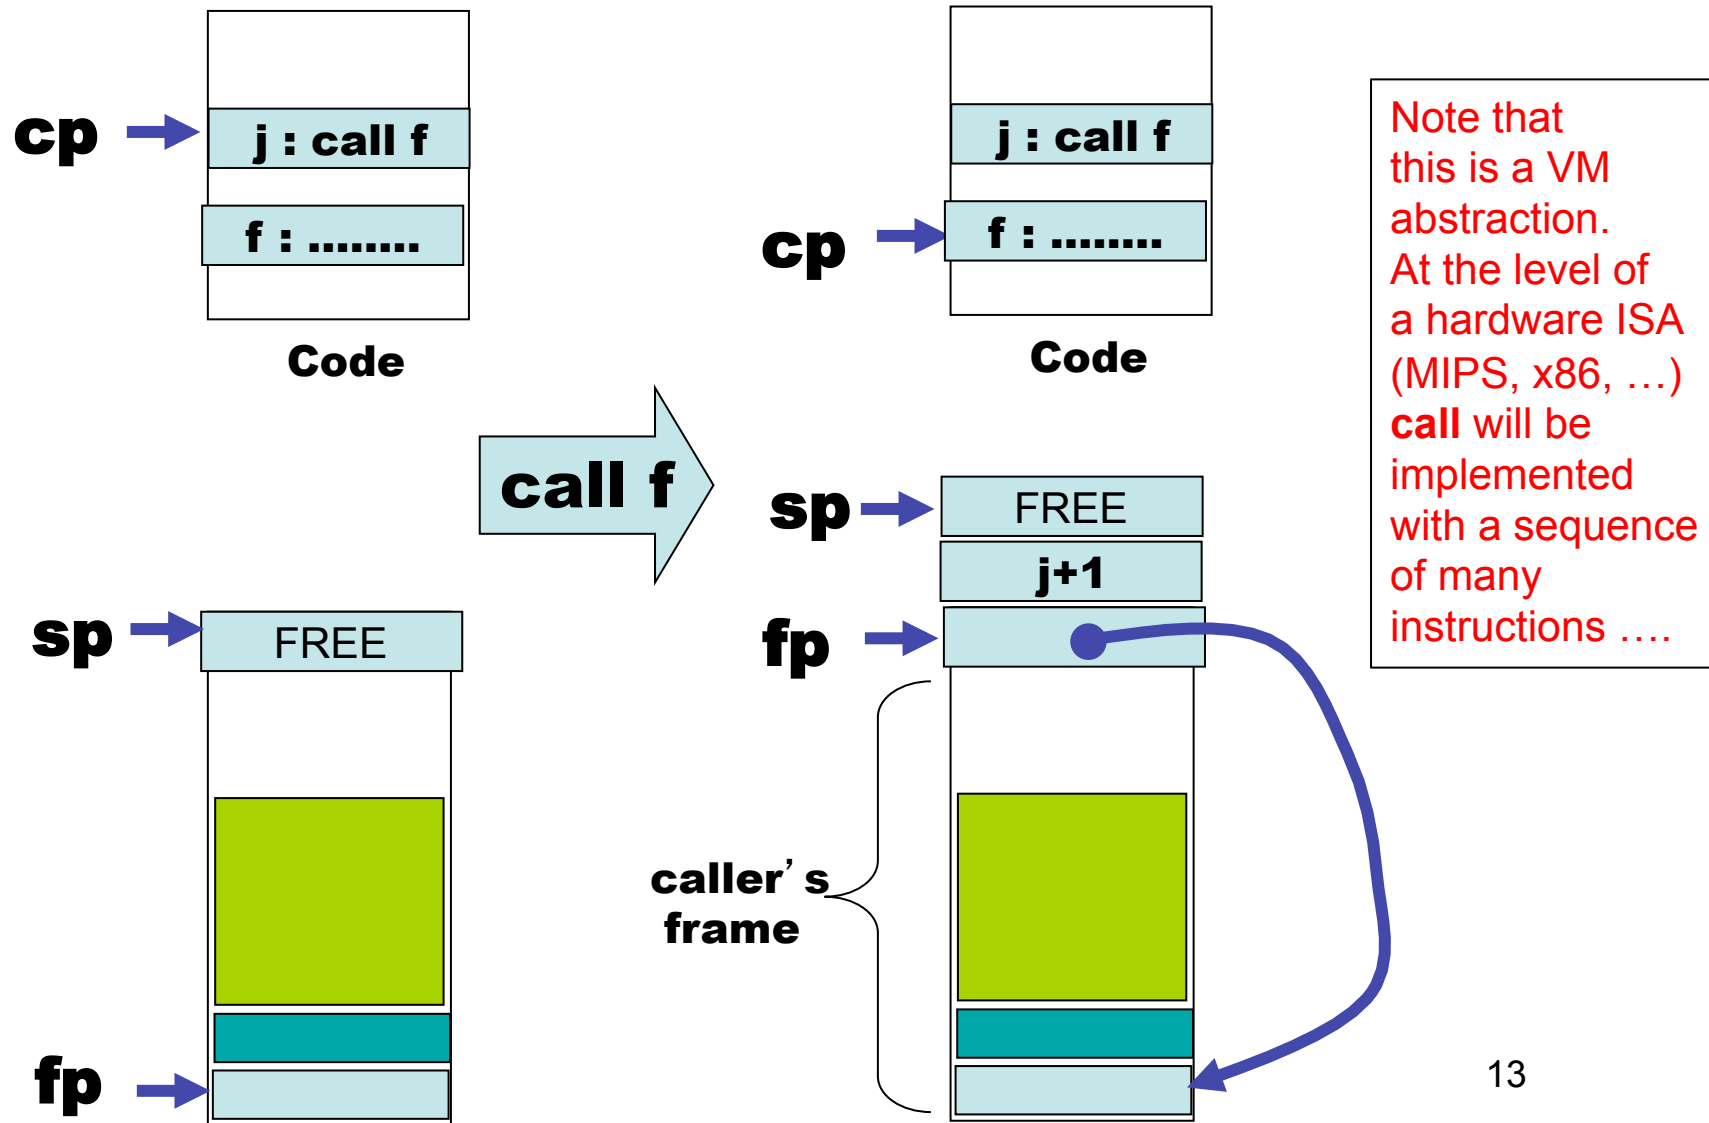 cp
j : call f
f : ........
Code
j : call f
cp
f : ........
Code
Note that
this is a VM
abstraction.
At the level of
a hardware ISA
(MIPS, x86, …)
call will be
implemented
with a sequence
of many
instructions ….
call f
sp
FREE
fp
sp
FREE
j+1
fp
caller’s
frame
13